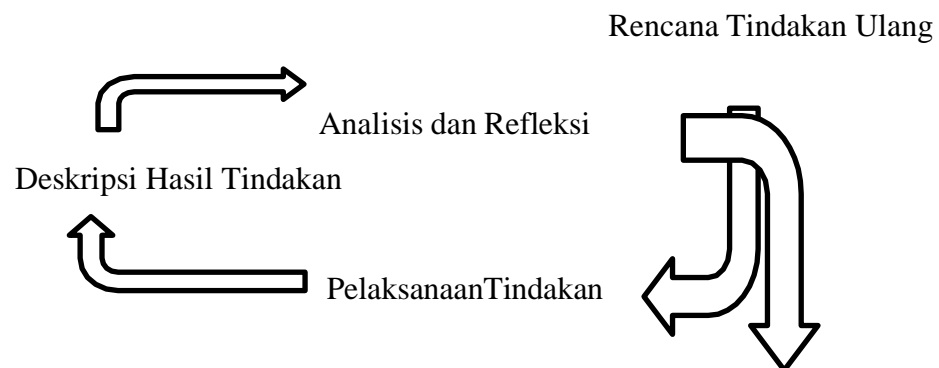 Rencana Tindakan Ulang
Analisis dan Refleksi
Deskripsi Hasil Tindakan
PelaksanaanTindakan